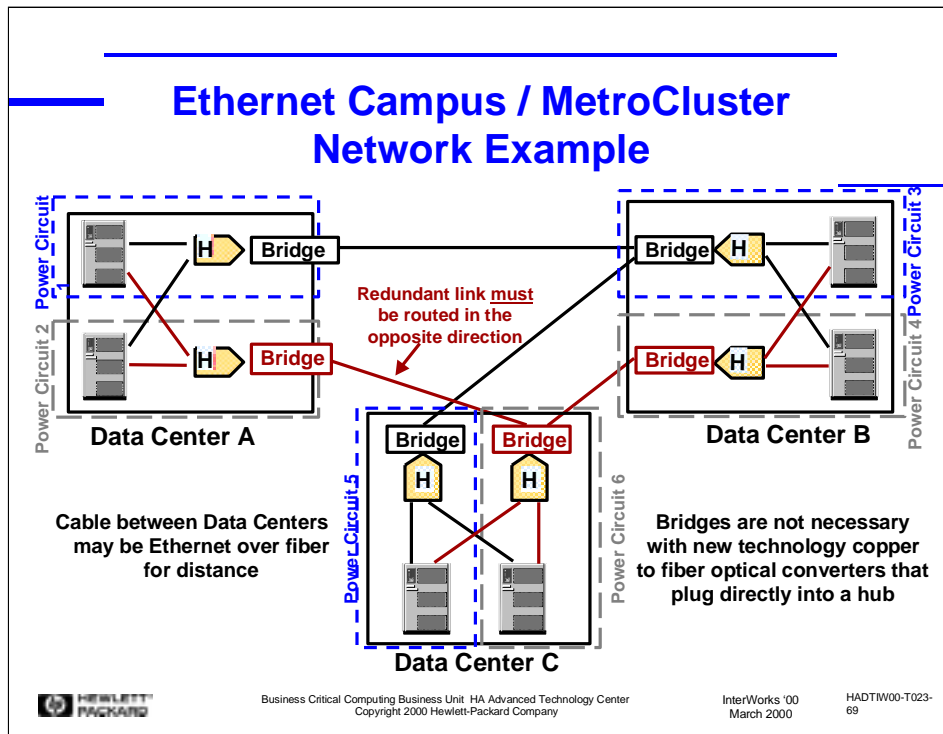 Ethernet Campus / MetroCluster
Network Example
Power Circuit
1
H
Bridge
Power Circuit 2
H
Bridge
Data Center A
Redundant link must
be routed in the
opposite direction
Power Circuit 3
Bridge
H
Power Circuit 4
Bridge
H
Data Center B
Power Circuit 5
Bridge
H
Bridge
H
Power Circuit 6
Data Center C
Cable between Data Centers
may be Ethernet over fiber
for distance
Bridges are not necessary
with new technology copper
to fiber optical converters that
plug directly into a hub
hp HEWLETT
PACKARD
Business Critical Computing Business Unit HA Advanced Technology Center
Copyright 2000 Hewlett-Packard Company
InterWorks ‘00
March 2000
HADTIW00-T023-
69